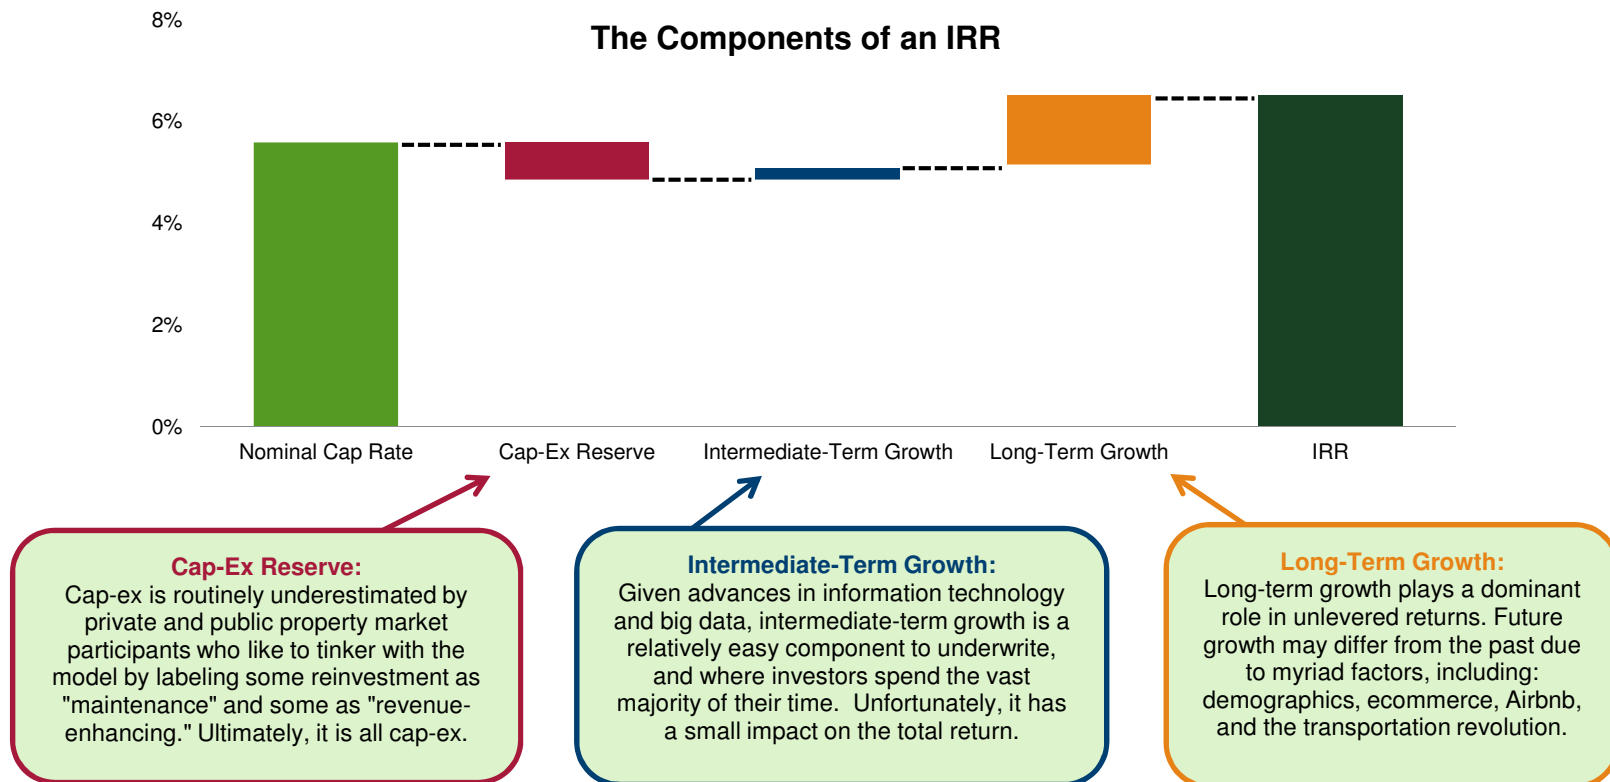 The Components of an IRR
8%
6%
4%
2%
0%
Nominal Cap Rate
Cap-Ex Reserve
Intermediate-Term Growth
Long-Term Growth
IRR
Cap-Ex Reserve:
Cap-ex is routinely underestimated by
private and public property market
participants who like to tinker with the
model by labeling some reinvestment as
"maintenance" and some as "revenue-
enhancing." Ultimately, it is all cap-ex.
Intermediate-Term Growth:
Given advances in information technology
and big data, intermediate-term growth is a
relatively easy component to underwrite,
and where investors spend the vast
majority of their time.  Unfortunately, it has
a small impact on the total return.
Long-Term Growth:
Long-term growth plays a dominant
role in unlevered returns. Future
growth may differ from the past due
to myriad factors, including:
demographics, ecommerce, Airbnb,
and the transportation revolution.